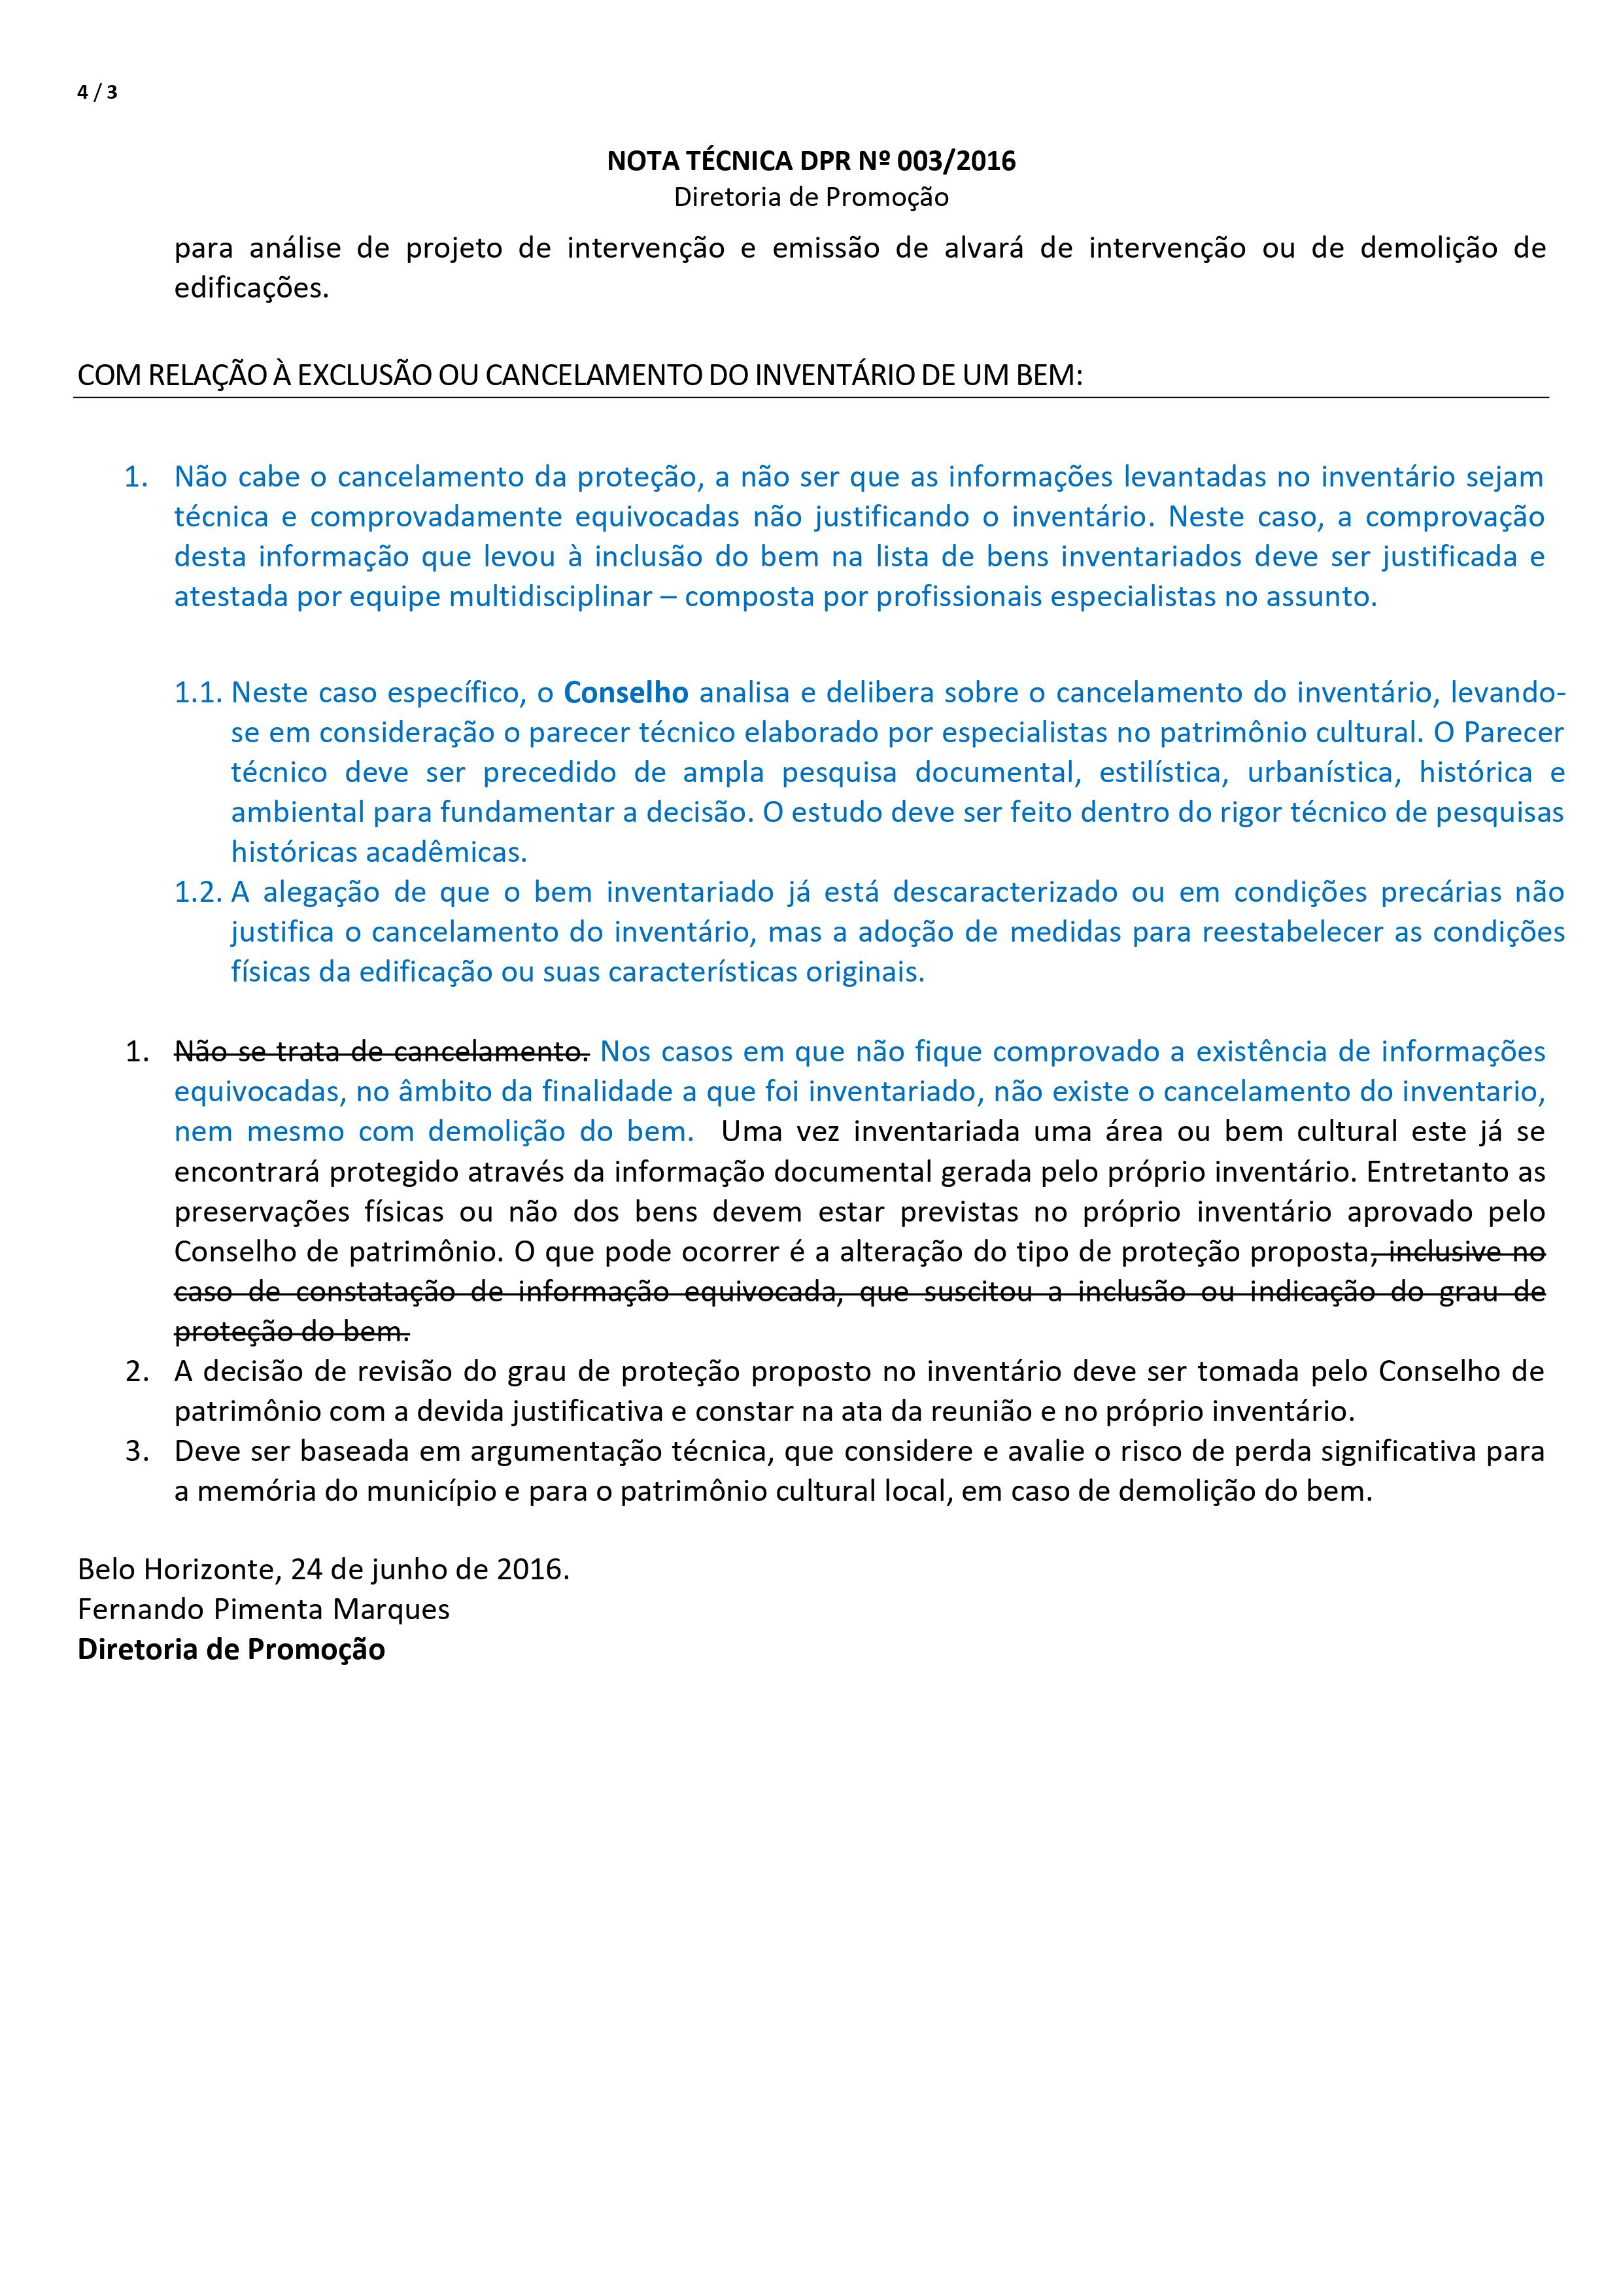 4 / 3
NOTA TÉCNICA DPR Nº 003/2016
Diretoria de Promoção
para análise de projeto de intervenção e emissão de alvará de intervenção ou de demolição de
edificações.
COM RELAÇÃO À EXCLUSÃO OU CANCELAMENTO DO INVENTÁRIO DE UM BEM:
1. Não cabe o cancelamento da proteção, a não ser que as informações levantadas no inventário sejam
técnica e comprovadamente equivocadas não justificando o inventário. Neste caso, a comprovação
desta informação que levou à inclusão do bem na lista de bens inventariados deve ser justificada e
atestada por equipe multidisciplinar – composta por profissionais especialistas no assunto.
1.1. Neste caso específico, o Conselho analisa e delibera sobre o cancelamento do inventário, levando-
se em consideração o parecer técnico elaborado por especialistas no patrimônio cultural. O Parecer
técnico deve ser precedido de ampla pesquisa documental, estilística, urbanística, histórica e
ambiental para fundamentar a decisão. O estudo deve ser feito dentro do rigor técnico de pesquisas
históricas acadêmicas.
1.2. A alegação de que o bem inventariado já está descaracterizado ou em condições precárias não
justifica o cancelamento do inventário, mas a adoção de medidas para reestabelecer as condições
físicas da edificação ou suas características originais.
1. Não se trata de cancelamento. Nos casos em que não fique comprovado a existência de informações
equivocadas, no âmbito da finalidade a que foi inventariado, não existe o cancelamento do inventario,
nem mesmo com demolição do bem. Uma vez inventariada uma área ou bem cultural este já se
encontrará protegido através da informação documental gerada pelo próprio inventário. Entretanto as
preservações físicas ou não dos bens devem estar previstas no próprio inventário aprovado pelo
Conselho de patrimônio. O que pode ocorrer é a alteração do tipo de proteção proposta, inclusive no
caso de constatação de informação equivocada, que suscitou a inclusão ou indicação do grau de
proteção do bem.
2. A decisão de revisão do grau de proteção proposto no inventário deve ser tomada pelo Conselho de
patrimônio com a devida justificativa e constar na ata da reunião e no próprio inventário.
3. Deve ser baseada em argumentação técnica, que considere e avalie o risco de perda significativa para
a memória do município e para o patrimônio cultural local, em caso de demolição do bem.
Belo Horizonte, 24 de junho de 2016.
Fernando Pimenta Marques
Diretoria de Promoção